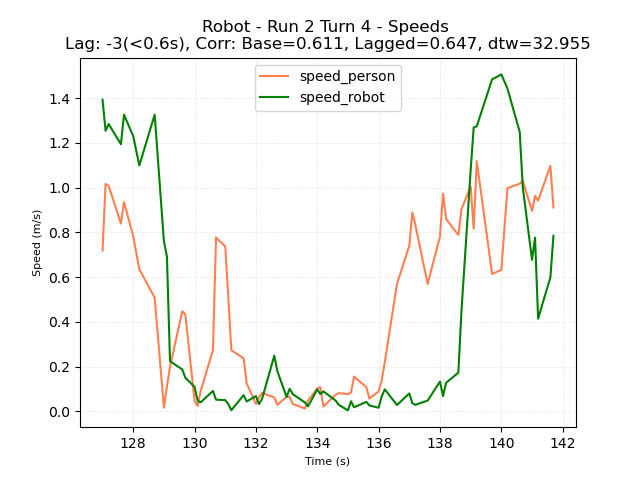 Robot - Run 2 Turn 4 - Speeds
Lag: -3(<0.6s), Corr: Base=0.611, Lagged=0.647, dtw=32.955
speed_person
speed_robot
1.4
1.2
1.0
0.8
0.6
0.4
0.2
0.0
Speed (m/s)
128 130 132 134 136 138 140 142
Time (s)